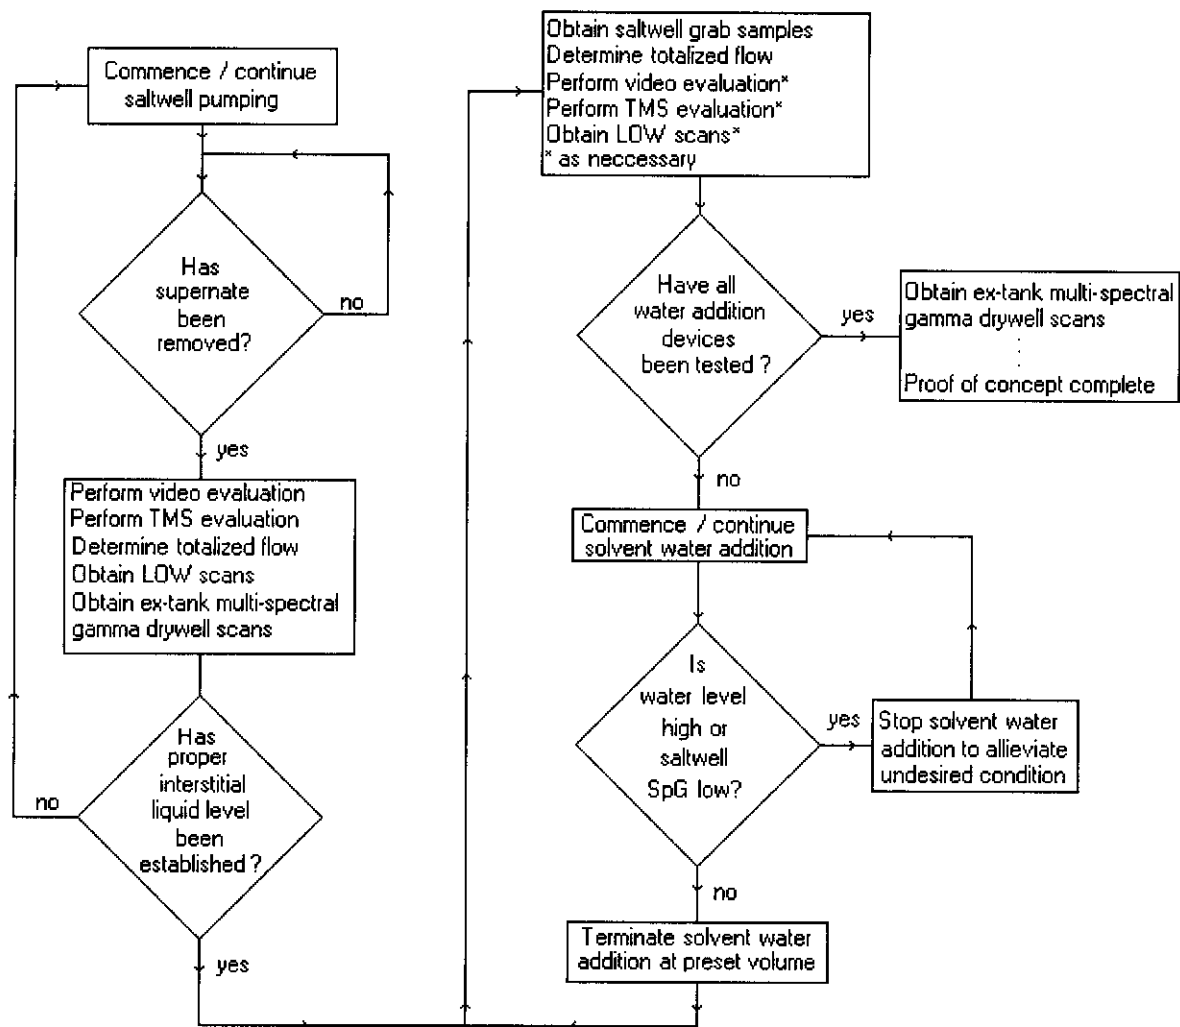 Commence / continue
saltwell pumping
Has
supernate
been
removed?
no
yes
Perform video evaluation
Perform TMS evaluation
Determine totalized flow
Obtain LOW scans
Obtain ex-tank multi-spectral
gamma drywell scans
Has
proper
interstitial
liquid level
been
established ?
no
yes
Obtain saltwell grab samples
Determine totalized flow
Perform video evaluation*
Perform TMS evaluation*
Obtain LOW scans*
* as neccessary
Have all
water addition
devices
been tested ?
yes
Obtain ex-tank multi-spectral
gamma drywell scans
Proof of concept complete
no
Commence / continue
solvent water addition
Is
water level
high or
saltwell
SpG low?
yes
Stop solvent water
addition to alleviate
undesired condition
no
Terminate solvent water
addition at preset volume